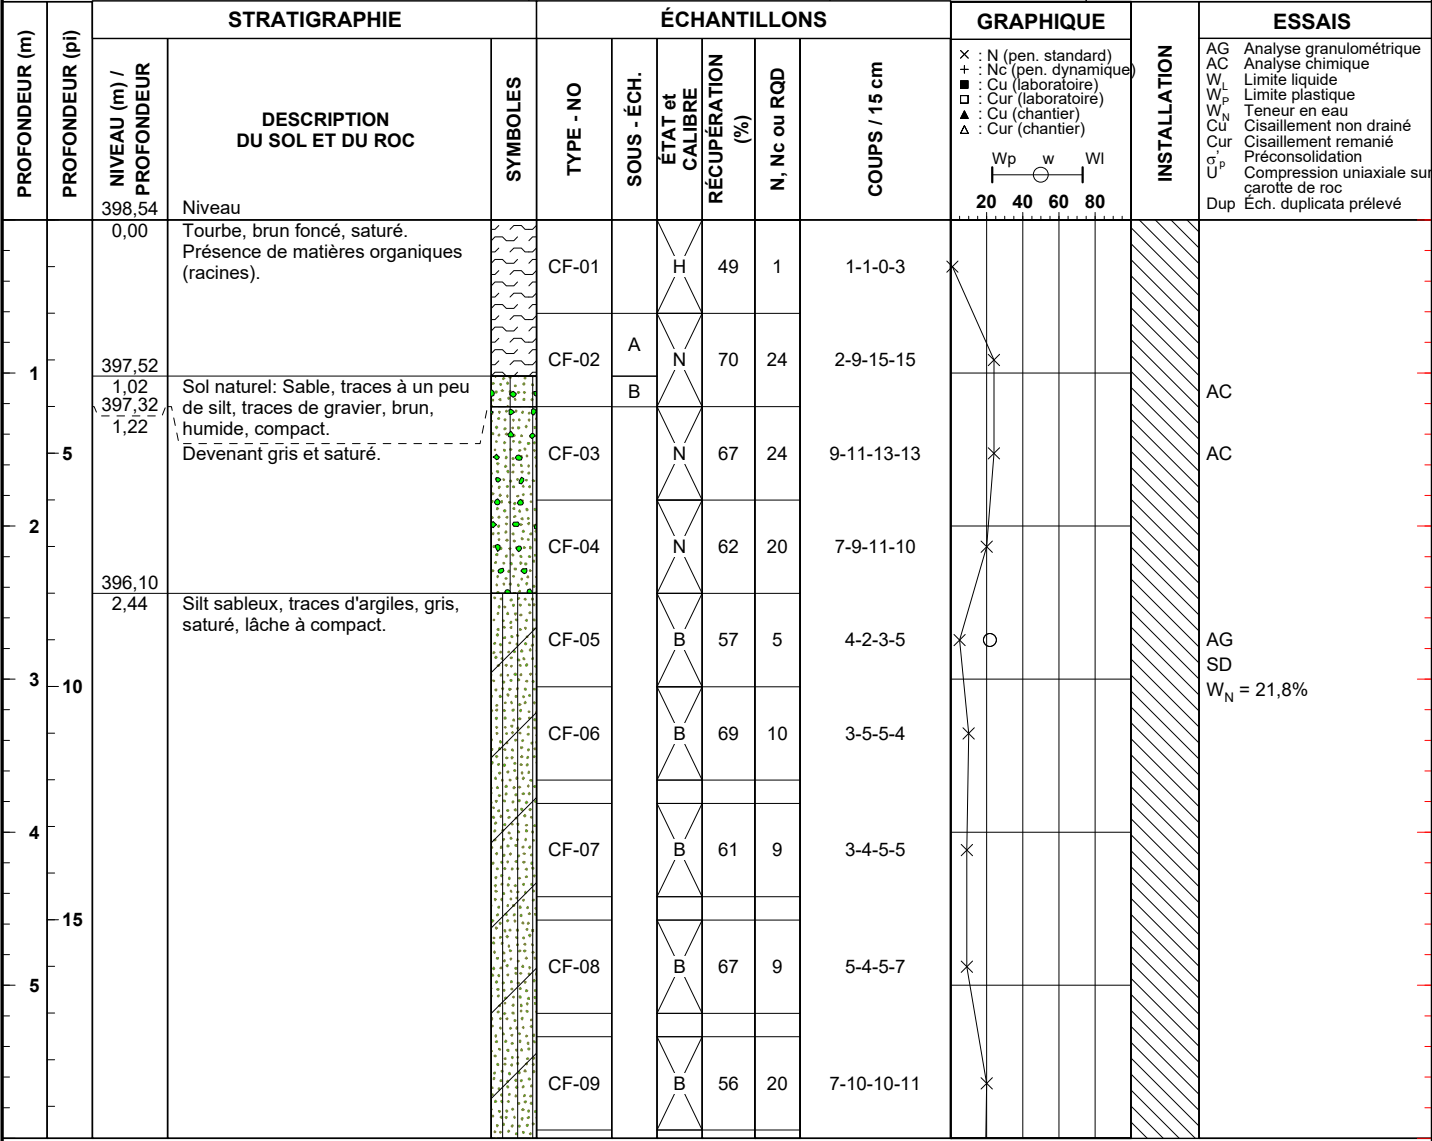 STRATIGRAPHIE
ÉCHANTILLONS
GRAPHIQUE
ESSAIS
PROFONDEUR (m)
PROFONDEUR (pi)
NIVEAU (m) /
PROFONDEUR
DESCRIPTION
DU SOL ET DU ROC
SYMBOLES
TYPE - NO
SOUS - ÉCH.
ÉTAT et
CALIBRE
RÉCUPÉRATION
(%)
N, Nc ou RQD
COUPS / 15 cm
× : N (pen. standard)
+ : Nc (pen. dynamique)
■ : Cu (laboratoire)
□ : Cur (laboratoire)
▲ : Cu (chantier)
△ : Cur (chantier)
Wp w Wl
20 40 60 80
INSTALLATION
AG Analyse granulométrique
AC Analyse chimique
W_L Limite liquide
W_P Limite plastique
W_N Teneur en eau
Cu Cisaillement non drainé
Cur Cisaillement remanié
σ'_p Préconsolidation
U Compression uniaxiale sur
carotte de roc
Dup Éch. duplicata prélevé
398,54 Niveau
0,00 Tourbe, brun foncé, saturé.
Présence de matières organiques
(racines).
CF-01 H 49 1 1-1-0-3
397,52
CF-02 A N 70 24 2-9-15-15
1
1,02 Sol naturel: Sable, traces à un peu
B AC
397,32 de silt, traces de gravier, brun,
1,22 humide, compact.
5 Devenant gris et saturé.
CF-03 N 67 24 9-11-13-13 AC
2
CF-04 N 62 20 7-9-11-10
396,10
2,44 Silt sableux, traces d'argiles, gris,
saturé, lâche à compact.
CF-05 B 57 5 4-2-3-5 AG
SD
3 10 W_N = 21,8%
CF-06 B 69 10 3-5-5-4
4
CF-07 B 61 9 3-4-5-5
15
CF-08 B 67 9 5-4-5-7
5
CF-09 B 56 20 7-10-10-11